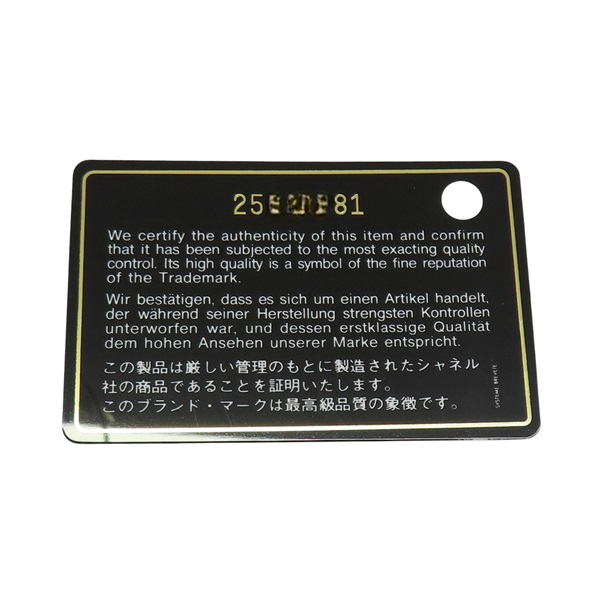 25 81
We certify the authenticity of this item and confirm
that it has been subjected to the most exacting quality
control. Its high quality is a symbol of the fine reputation
of the Trademark.
Wir bestätigen, dass es sich um einen Artikel handelt,
der während seiner Herstellung strengsten Kontrollen
unterworfen war, und dessen erstklassige Qualität
dem hohen Ansehen unserer Marke entspricht.
この製品は厳しい管理のもとに製造されたシャネル
社の商品であることを証明いたします。
このブランド・マークは最高級品質の象徴です。
SYSTEME BREVETE